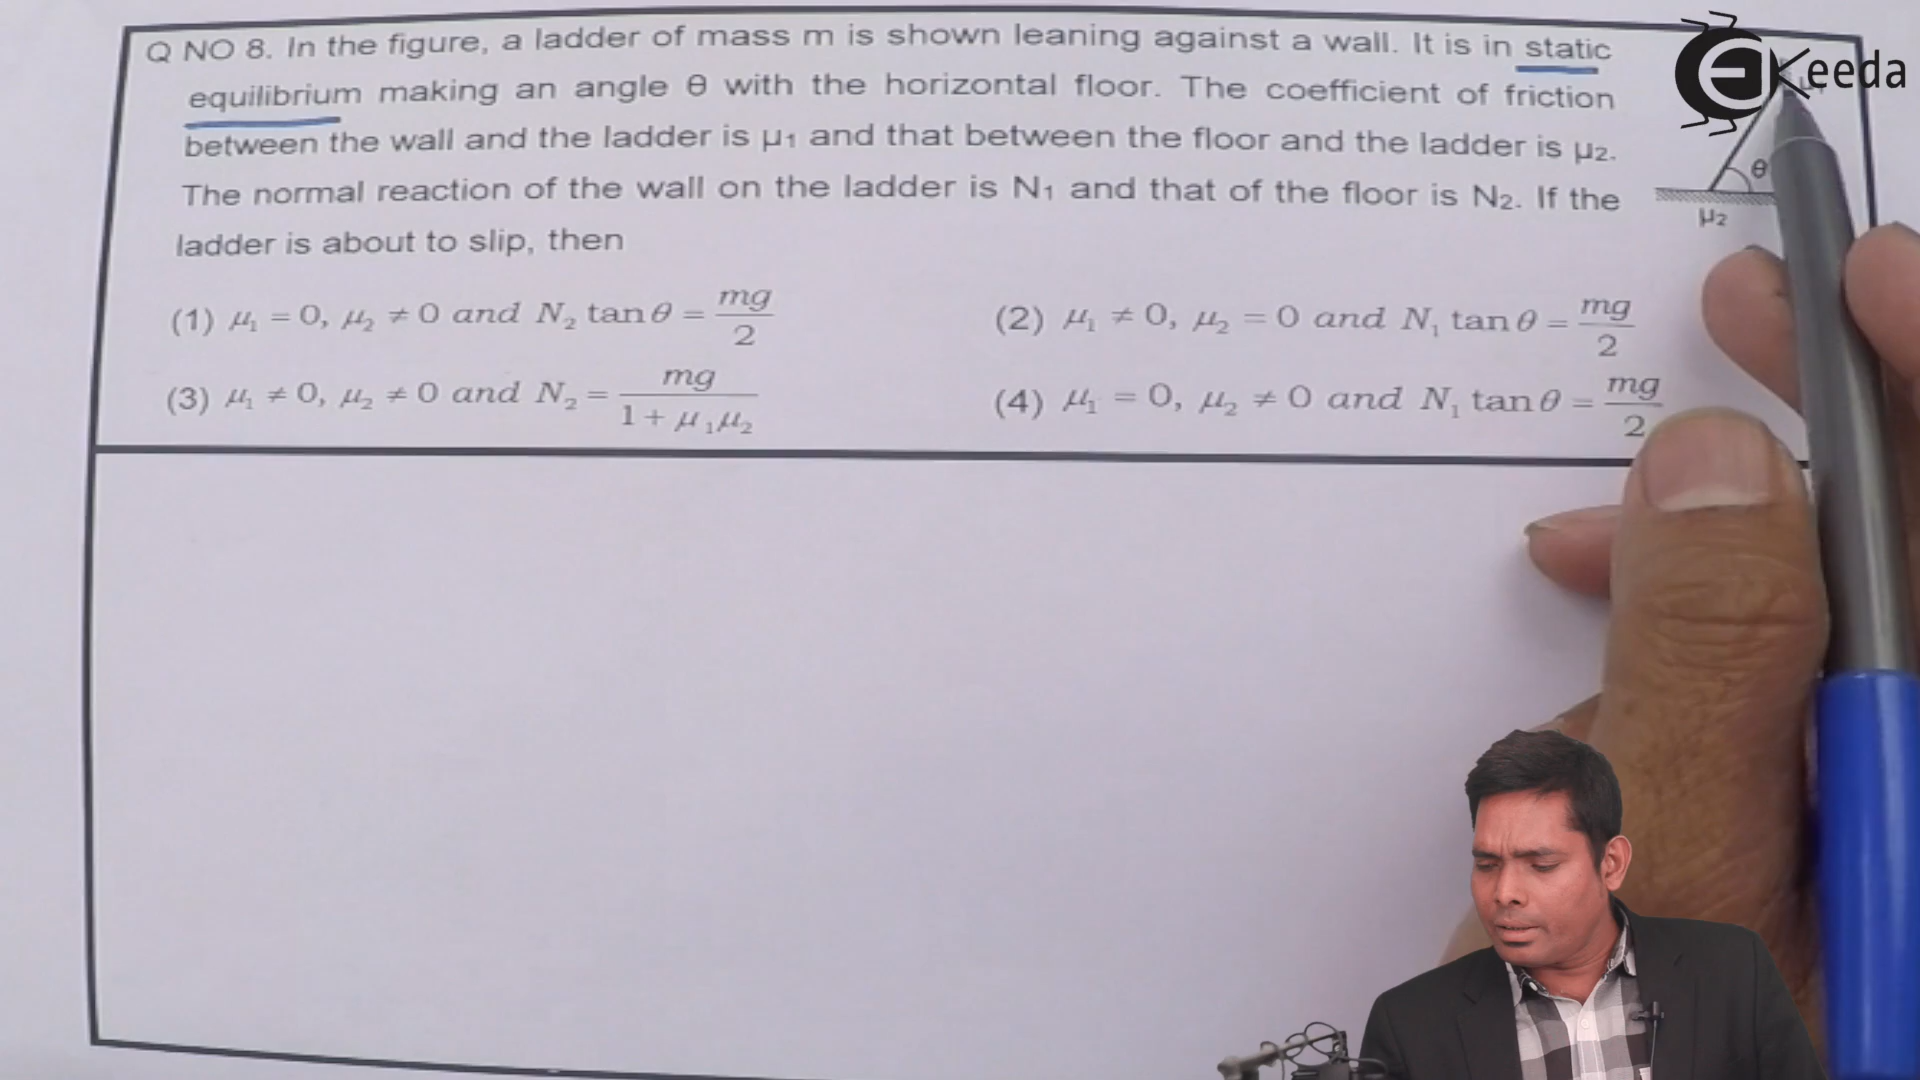 Q NO 8. In the figure, a ladder of mass m is shown leaning against a wall. It is in static
equilibrium making an angle θ with the horizontal floor. The coefficient of friction
between the wall and the ladder is μ₁ and that between the floor and the ladder is μ₂.
The normal reaction of the wall on the ladder is N₁ and that of the floor is N₂. If the
ladder is about to slip, then
(1) μ₁ = 0, μ₂ ≠ 0 and N₂ tan θ = mg/2
(2) μ₁ ≠ 0, μ₂ = 0 and N₁ tan θ = mg/2
(3) μ₁ ≠ 0, μ₂ ≠ 0 and N₂ = mg/(1 + μ₁μ₂)
(4) μ₁ = 0, μ₂ ≠ 0 and N₁ tan θ = mg/2
θ
μ₂
EKeeda